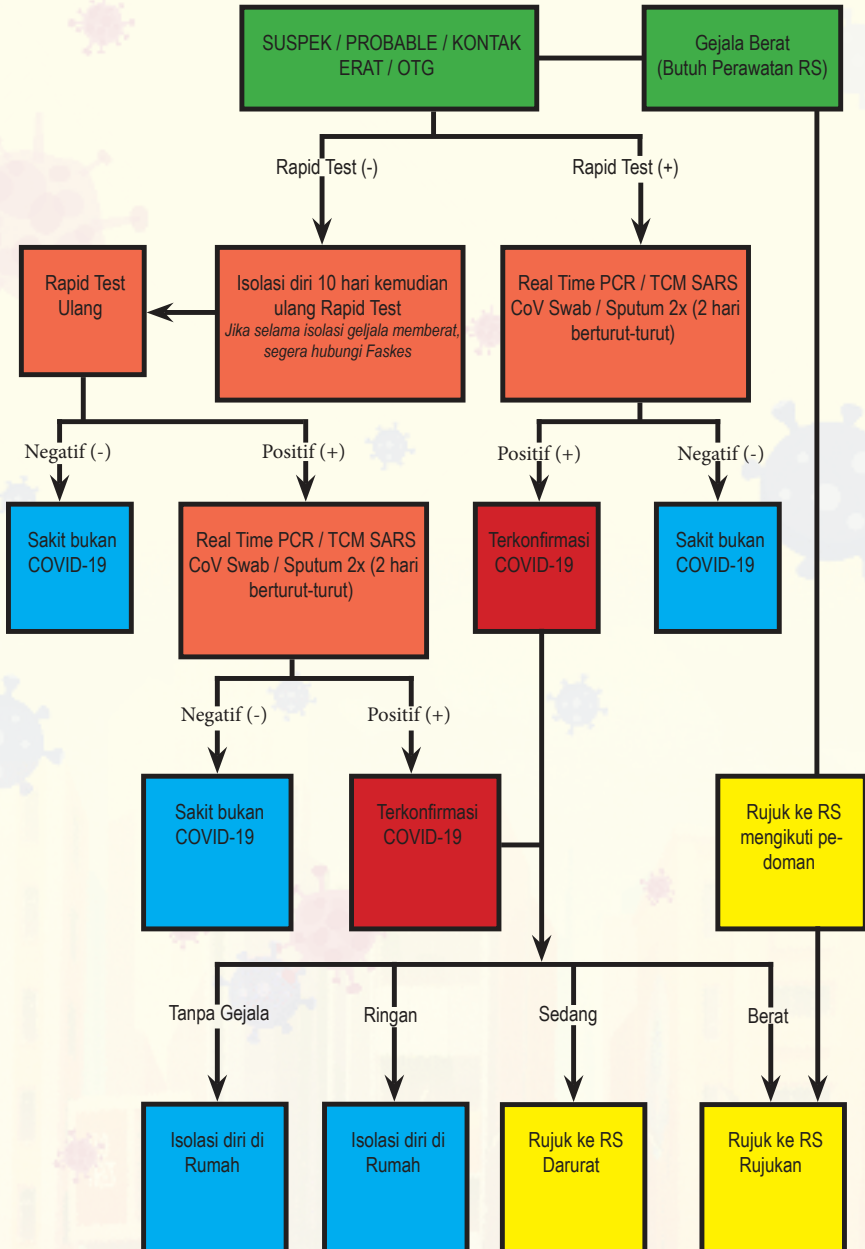 SUSPEK / PROBABLE / KONTAK
ERAT / OTG
Gejala Berat
(Butuh Perawatan RS)
Rapid Test (-)
Rapid Test (+)
Rapid Test
Ulang
Isolasi diri 10 hari kemudian
ulang Rapid Test
Jika selama isolasi geljala memberat,
segera hubungi Faskes
Real Time PCR / TCM SARS
CoV Swab / Sputum 2x (2 hari
berturut-turut)
Negatif (-)
Positif (+)
Positif (+)
Negatif (-)
Sakit bukan
COVID-19
Real Time PCR / TCM SARS
CoV Swab / Sputum 2x (2 hari
berturut-turut)
Terkonfirmasi
COVID-19
Sakit bukan
COVID-19
Negatif (-)
Positif (+)
Sakit bukan
COVID-19
Terkonfirmasi
COVID-19
Rujuk ke RS
mengikuti pe-
doman
Tanpa Gejala
Ringan
Sedang
Berat
Isolasi diri di
Rumah
Isolasi diri di
Rumah
Rujuk ke RS
Darurat
Rujuk ke RS
Rujukan